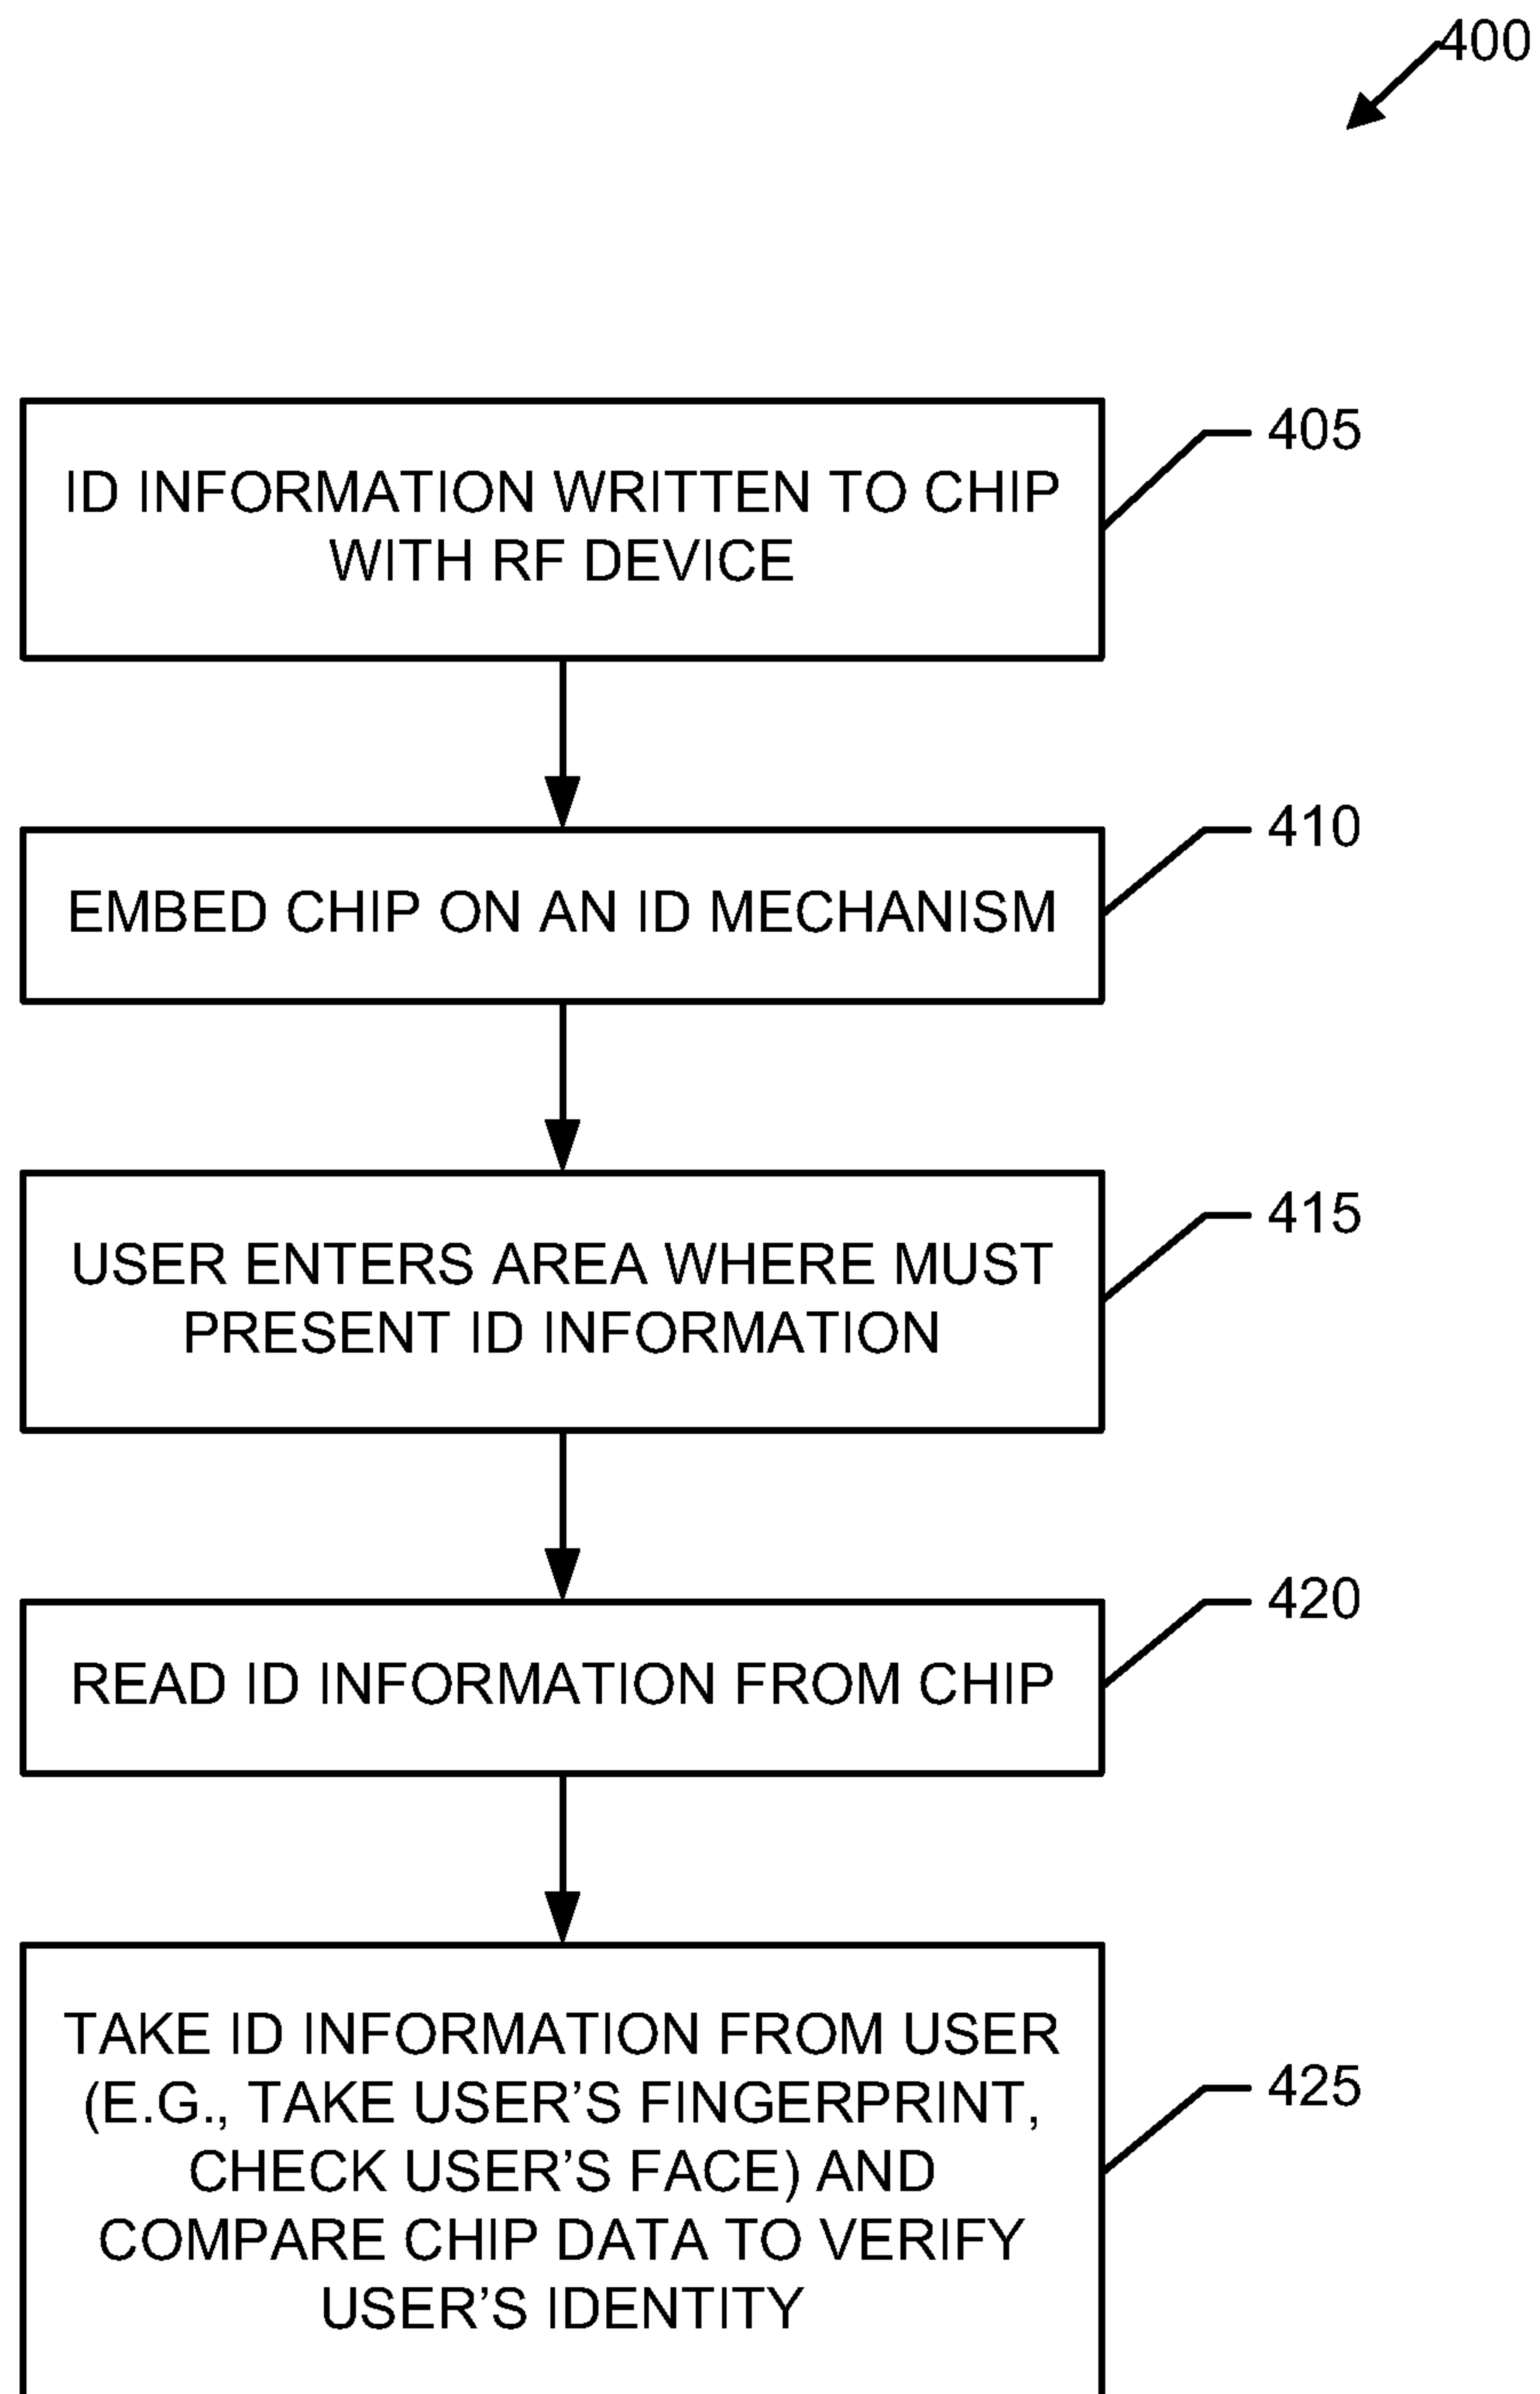 400
405
ID INFORMATION WRITTEN TO CHIP
WITH RF DEVICE
410
EMBED CHIP ON AN ID MECHANISM
415
USER ENTERS AREA WHERE MUST
PRESENT ID INFORMATION
420
READ ID INFORMATION FROM CHIP
TAKE ID INFORMATION FROM USER
(E.G., TAKE USER’S FINGERPRINT,
425
CHECK USER’S FACE) AND
COMPARE CHIP DATA TO VERIFY
USER’S IDENTITY